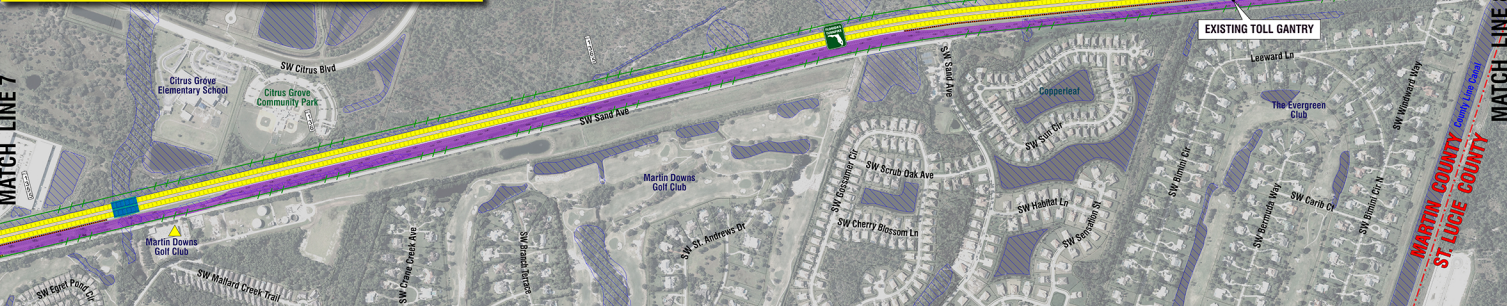 MATCH LINE 7
SW Citrus Blvd
Citrus Grove
Elementary School
Citrus Grove
Community Park
SW Sand Ave
EXISTING TOLL GANTRY
SW Sand Ave
Leeward Ln
SW Windward Way
County Line Canal
MATCH LINE
Copperleaf
SW Sun Cir
The Evergreen
Club
Martin Downs
Golf Club
SW Gossamer Cir
SW Scrub Oak Ave
SW Cherry Blossom Ln
SW Habitat Ln
SW Sensation St
SW Bimini Cir
SW Bermuda Way
SW Carib Ct
SW Bimini Cir N
MARTIN COUNTY
ST. LUCIE COUNTY
Martin Downs
Golf Club
SW Egret Pond Cir
SW Mallard Creek Trail
SW Crane Creek Ave
SW Branch Terrace
SW St. Andrews Dr